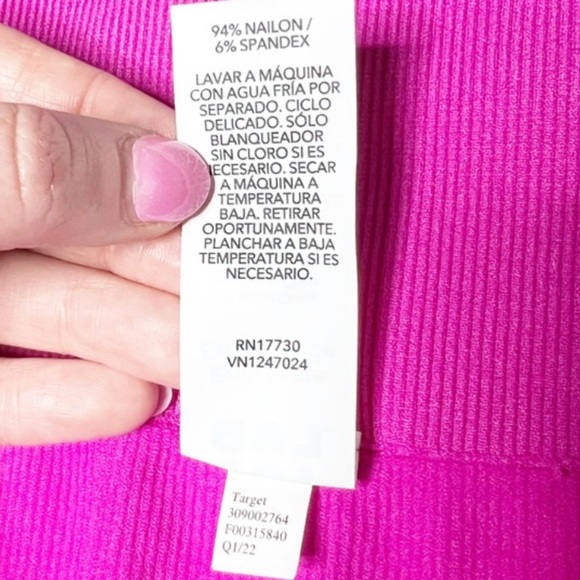 94% NAILON /
6% SPANDEX
LAVAR A MÁQUINA
CON AGUA FRÍA POR
SEPARADO. CICLO
DELICADO. SÓLO
BLANQUEADOR
SIN CLORO SI ES
NECESARIO. SECAR
A MÁQUINA A
TEMPERATURA
BAJA. RETIRAR
OPORTUNAMENTE.
PLANCHAR A BAJA
TEMPERATURA SI ES
NECESARIO.
RN17730
VN1247024
Target
309002764
F00315840
Q1/22